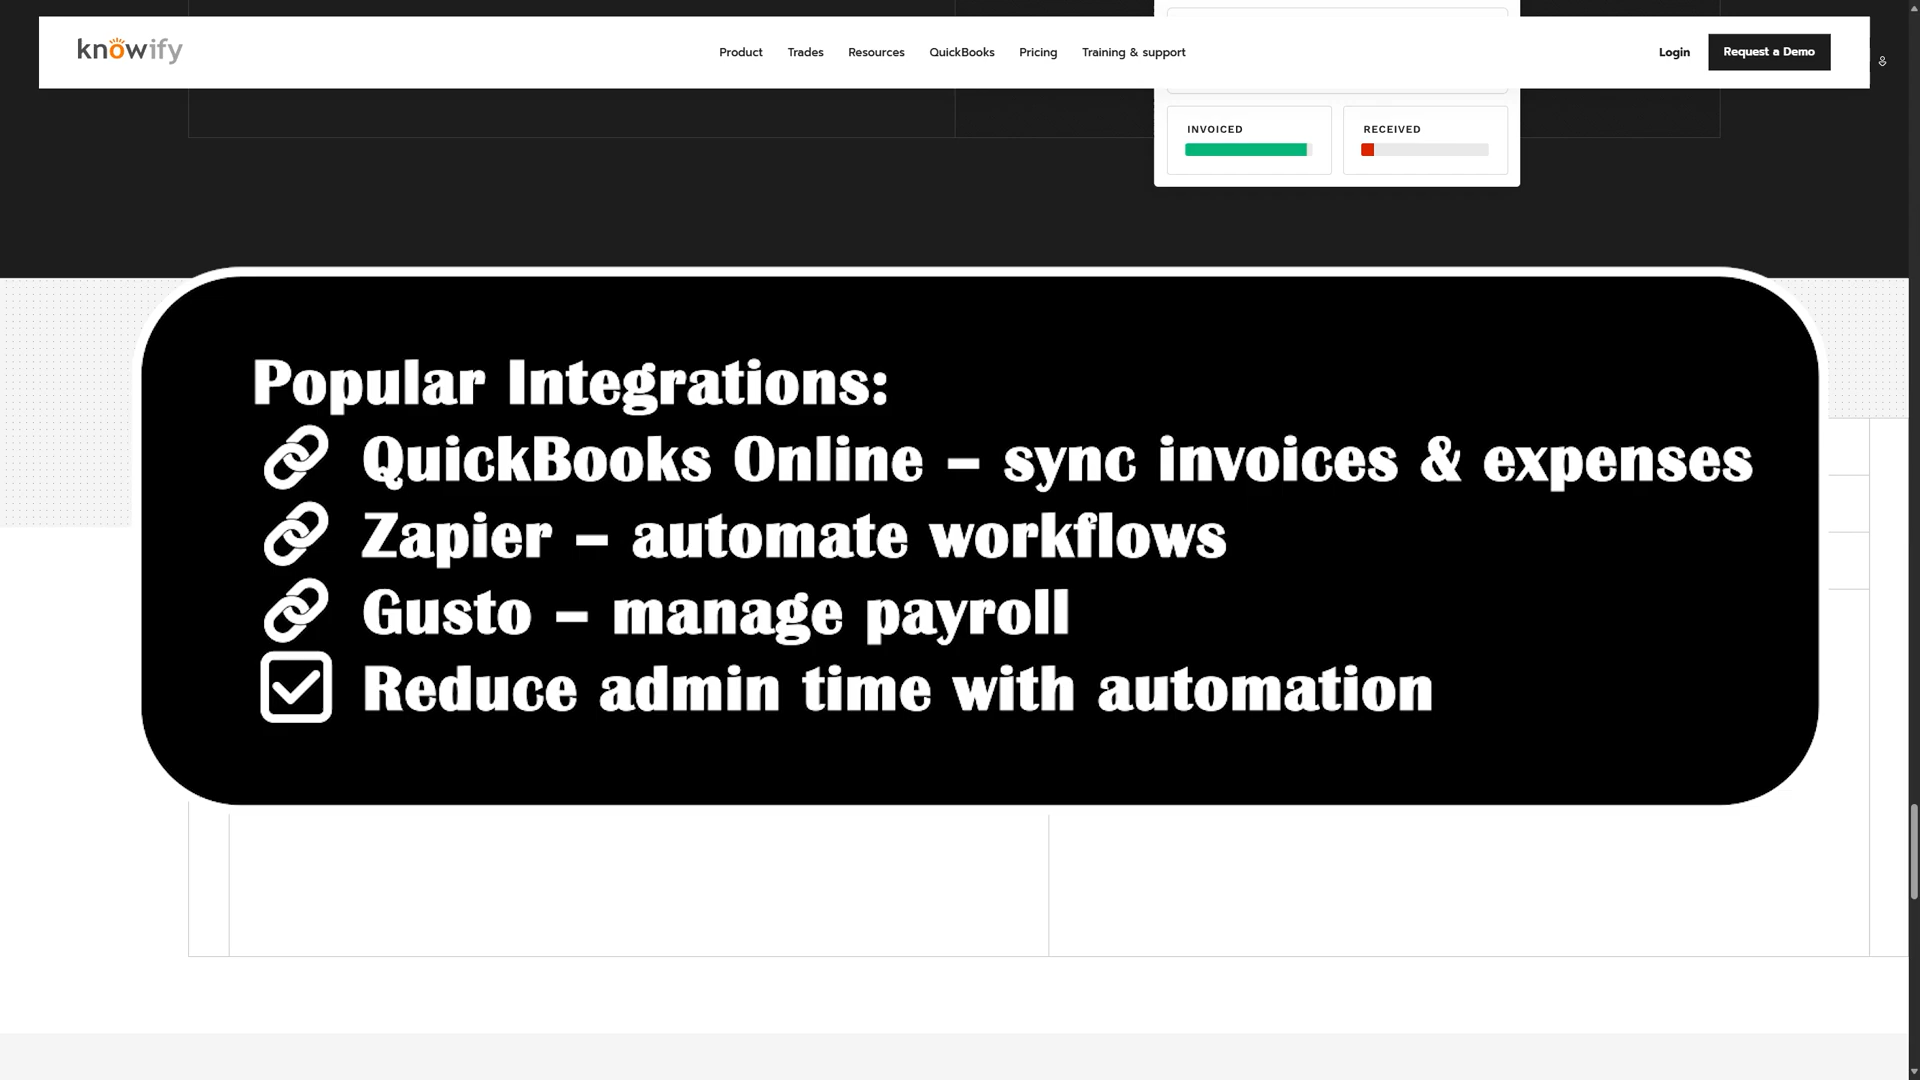 knowify
Product Trades Resources QuickBooks Pricing Training & support
Login Request a Demo
INVOICED RECEIVED
Popular Integrations:
QuickBooks Online – sync invoices & expenses
Zapier – automate workflows
Gusto – manage payroll
Reduce admin time with automation